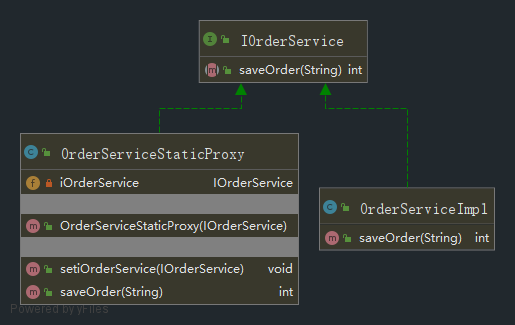 IOrderService
saveOrder(String) int
OrderServiceStaticProxy
iOrderService IOrderService
OrderServiceStaticProxy(IOrderService)
setiOrderService(IOrderService) void
saveOrder(String) int
OrderServiceImpl
saveOrder(String) int
Powered by yFiles